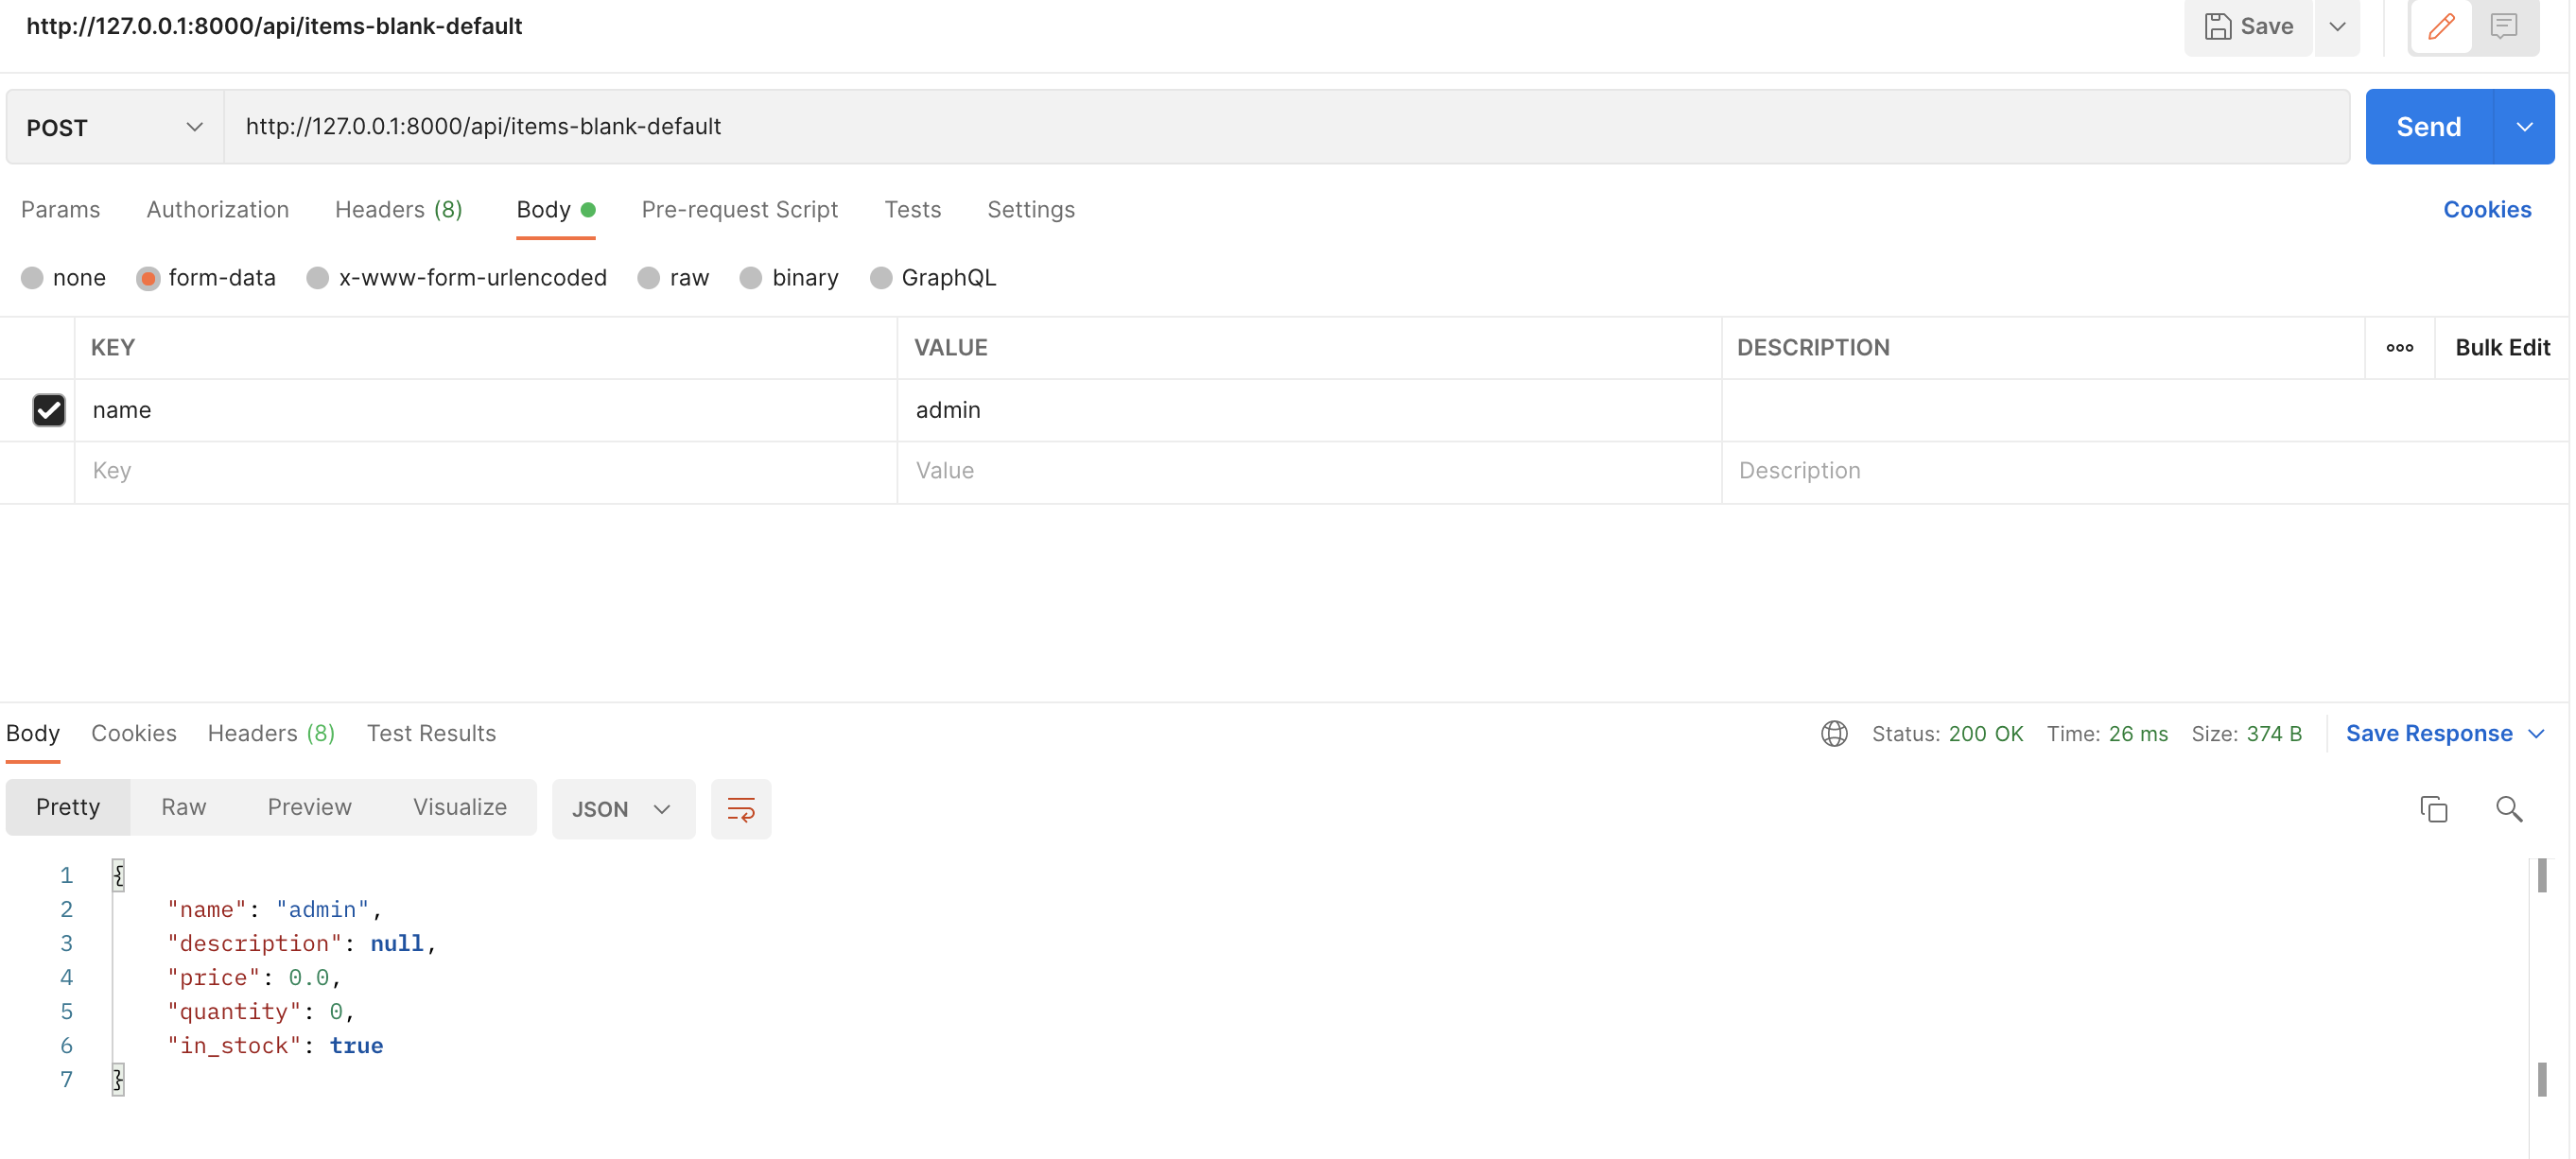 http://127.0.0.1:8000/api/items-blank-default
Save
POST http://127.0.0.1:8000/api/items-blank-default Send
Params Authorization Headers (8) Body Pre-request Script Tests Settings Cookies
none form-data x-www-form-urlencoded raw binary GraphQL
KEY VALUE DESCRIPTION Bulk Edit
name admin
Key Value Description
Body Cookies Headers (8) Test Results Status: 200 OK Time: 26 ms Size: 374 B Save Response
Pretty Raw Preview Visualize JSON
1 {
2 "name": "admin",
3 "description": null,
4 "price": 0.0,
5 "quantity": 0,
6 "in_stock": true
7 }